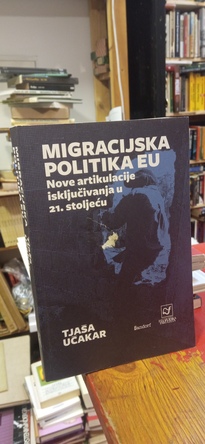 MIGRACIJSKA
POLITIKA EU
Nove artikulacije
isključivanja u
21. stoljeću
TJAŠA
UČAKAR